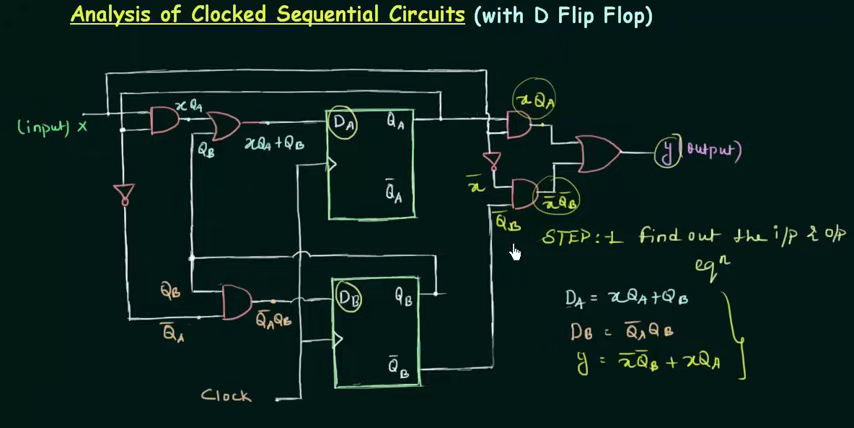 Analysis of Clocked Sequential Circuits (with D Flip Flop)
(input) x
xQA
QB
xQA+QB
DA
QA
Q̅A
xQA
x̅
Q̅B
x̅Q̅B
y (output)
STEP:-1 find out the i/p & o/p
eqⁿ
DA = xQA+QB
DB = Q̅AQB
y = x̅Q̅B + xQA
QB
Q̅A
Q̅AQB
DB
QB
Q̅B
Clock